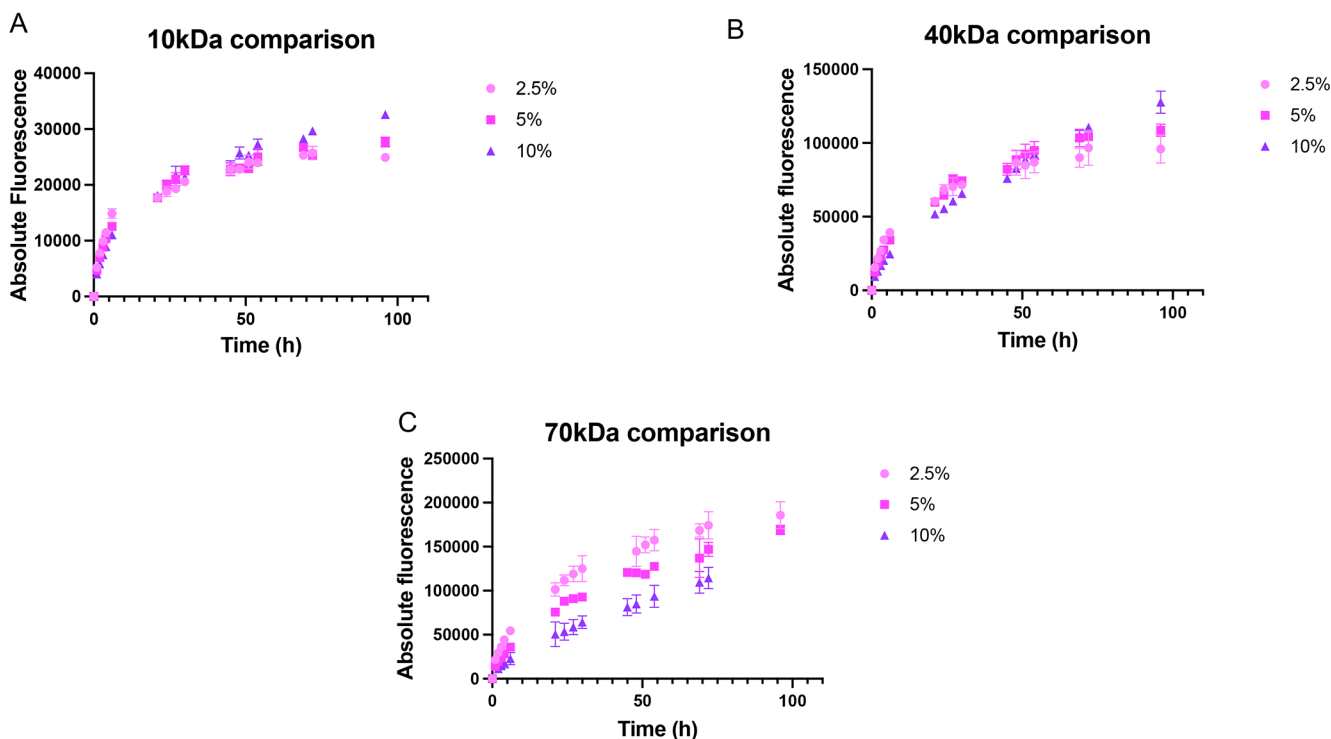 A
10kDa comparison
Absolute Fluorescence
40000
30000
20000
10000
0
0
50
100
Time (h)
2.5%
5%
10%
B
40kDa comparison
Absolute fluorescence
150000
100000
50000
0
0
50
100
Time (h)
2.5%
5%
10%
C
70kDa comparison
Absolute fluorescence
250000
200000
150000
100000
50000
0
0
50
100
Time (h)
2.5%
5%
10%